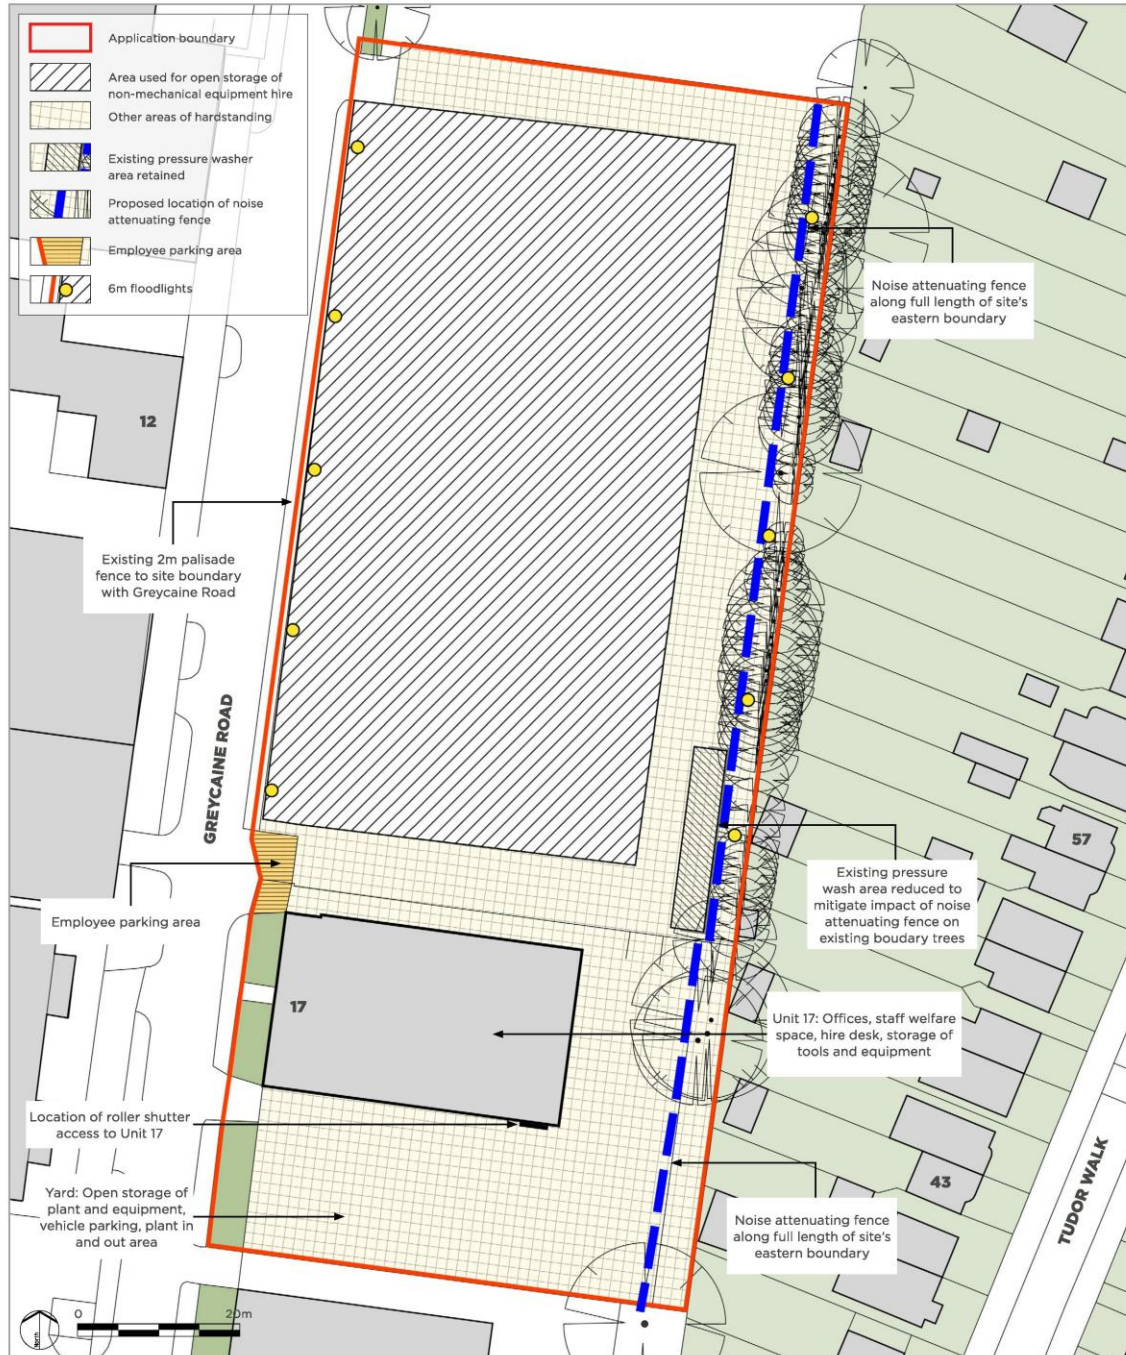 Application boundary
Area used for open storage of
non-mechanical equipment hire
Other areas of hardstanding
Existing pressure washer
area retained
Proposed location of noise
attenuating fence
Employee parking area
6m floodlights
12
Noise attenuating fence
along full length of site's
eastern boundary
Existing 2m palisade
fence to site boundary
with Greycaine Road
GREYCAINE ROAD
57
Existing pressure
wash area reduced to
mitigate impact of noise
attenuating fence on
existing boudary trees
Employee parking area
17
Unit 17: Offices, staff welfare
space, hire desk, storage of
tools and equipment
Location of roller shutter
access to Unit 17
43
TUDOR WALK
Yard: Open storage of
plant and equipment,
vehicle parking, plant in
and out area
Noise attenuating fence
along full length of site's
eastern boundary
North
0 20m